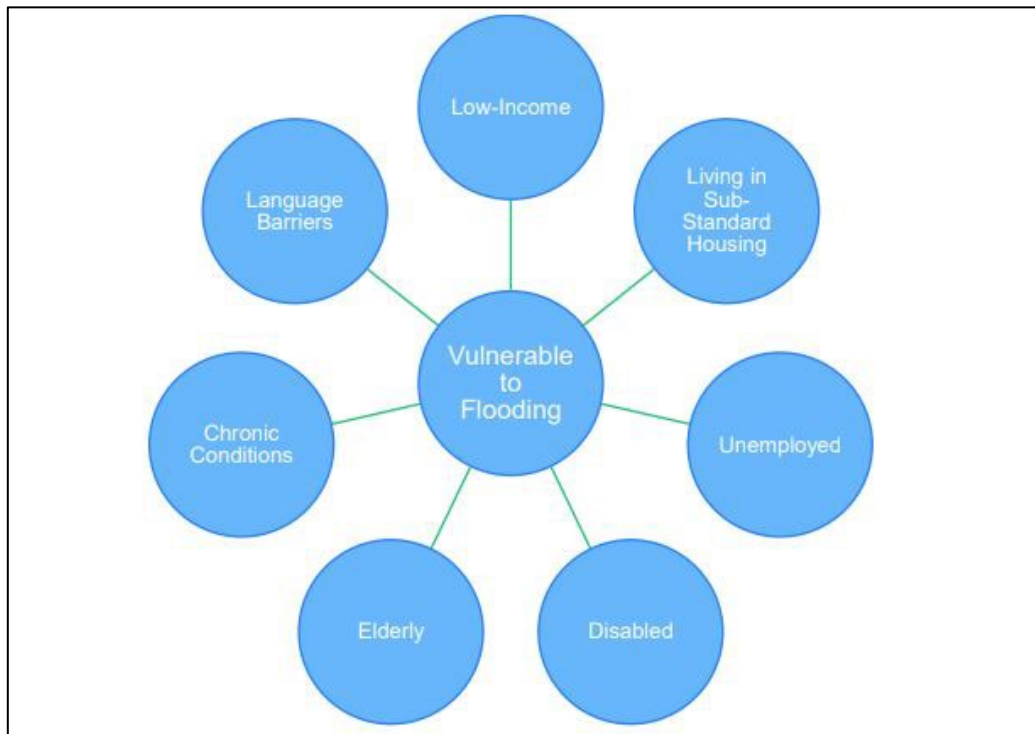 Low-Income
Living in
Sub-
Standard
Housing
Unemployed
Disabled
Elderly
Chronic
Conditions
Language
Barriers
Vulnerable
to
Flooding